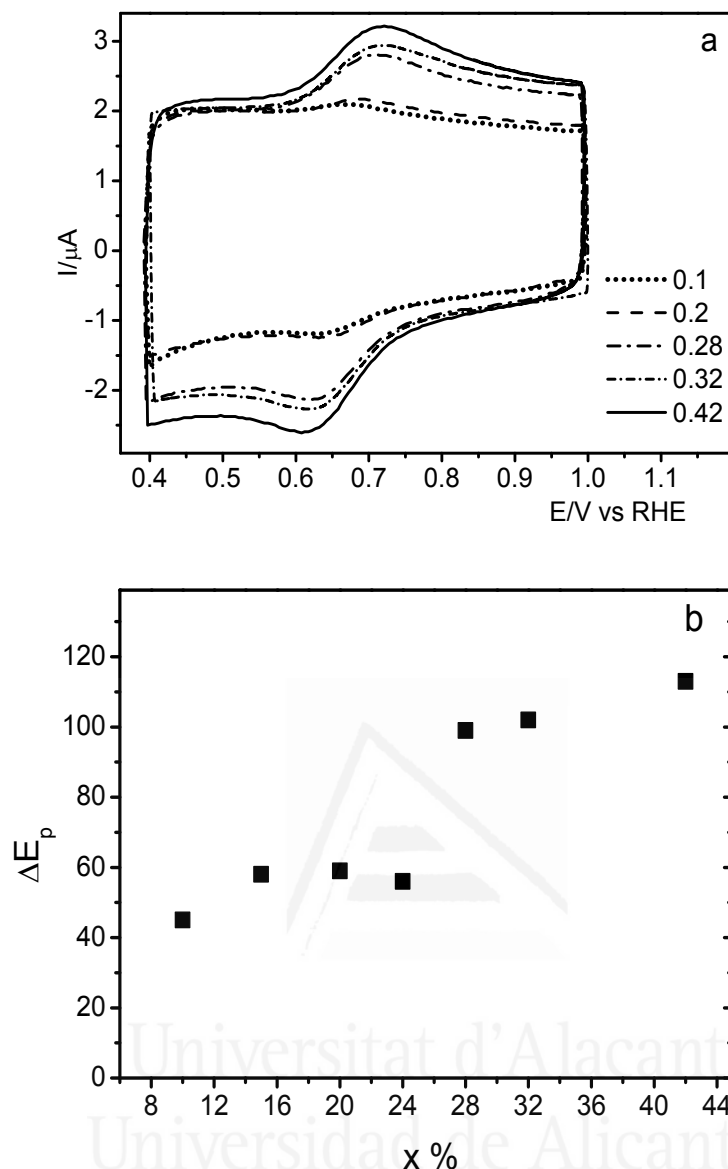 a
3
2
1
0
-1
-2
I/µA
0.1
0.2
0.28
0.32
0.42
0.4 0.5 0.6 0.7 0.8 0.9 1.0 1.1
E/V vs RHE
b
120
100
80
60
40
20
0
ΔEp
8 12 16 20 24 28 32 36 40 44
x %
Universitat d'Alacant
Universidad de Alicant